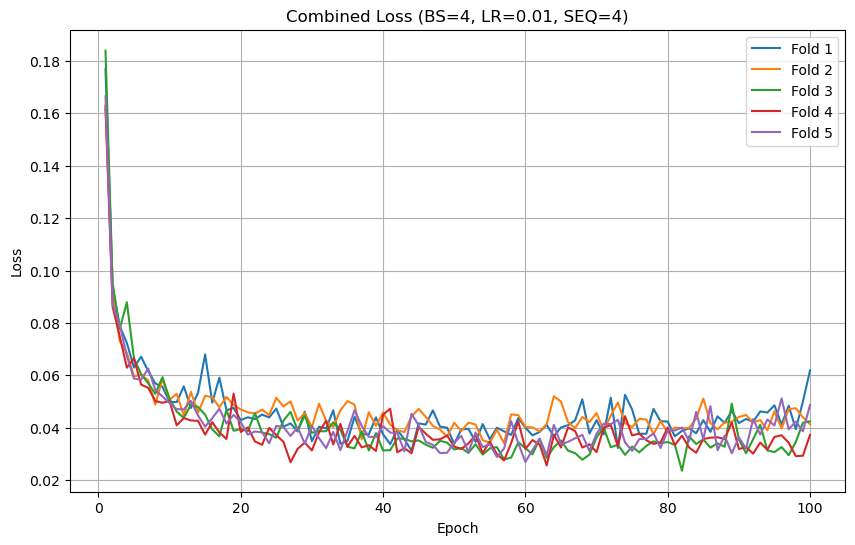 Combined Loss (BS=4, LR=0.01, SEQ=4)
Fold 1
Fold 2
Fold 3
Fold 4
Fold 5
Loss
0.18
0.16
0.14
0.12
0.10
0.08
0.06
0.04
0.02
0 20 40 60 80 100
Epoch